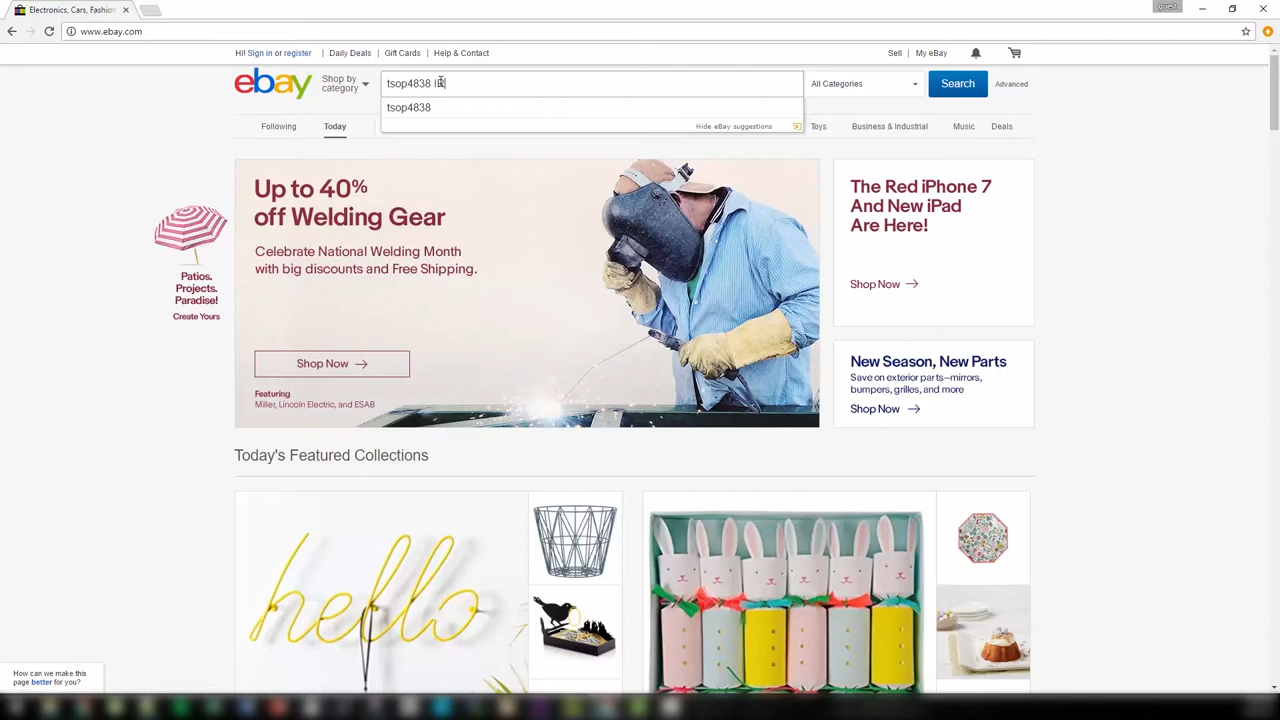 Electronics, Cars, Fashion
guest
www.ebay.com
Hi! Sign in or register
Daily Deals
Gift Cards
Help & Contact
Sell
My eBay
ebay
Shop by
category
tsop4838
All Categories
Search
Advanced
tsop4838
Hide eBay suggestions
Following
Today
Toys
Business & Industrial
Music
Deals
Up to 40%
off Welding Gear
Celebrate National Welding Month
with big discounts and Free Shipping.
Shop Now
Featuring
Miller, Lincoln Electric, and ESAB
The Red iPhone 7
And New iPad
Are Here!
Shop Now
New Season, New Parts
Save on exterior parts—mirrors,
bumpers, grilles, and more
Shop Now
Patios.
Projects.
Paradise!
Create Yours
Today's Featured Collections
hello
How can we make this
page better for you?